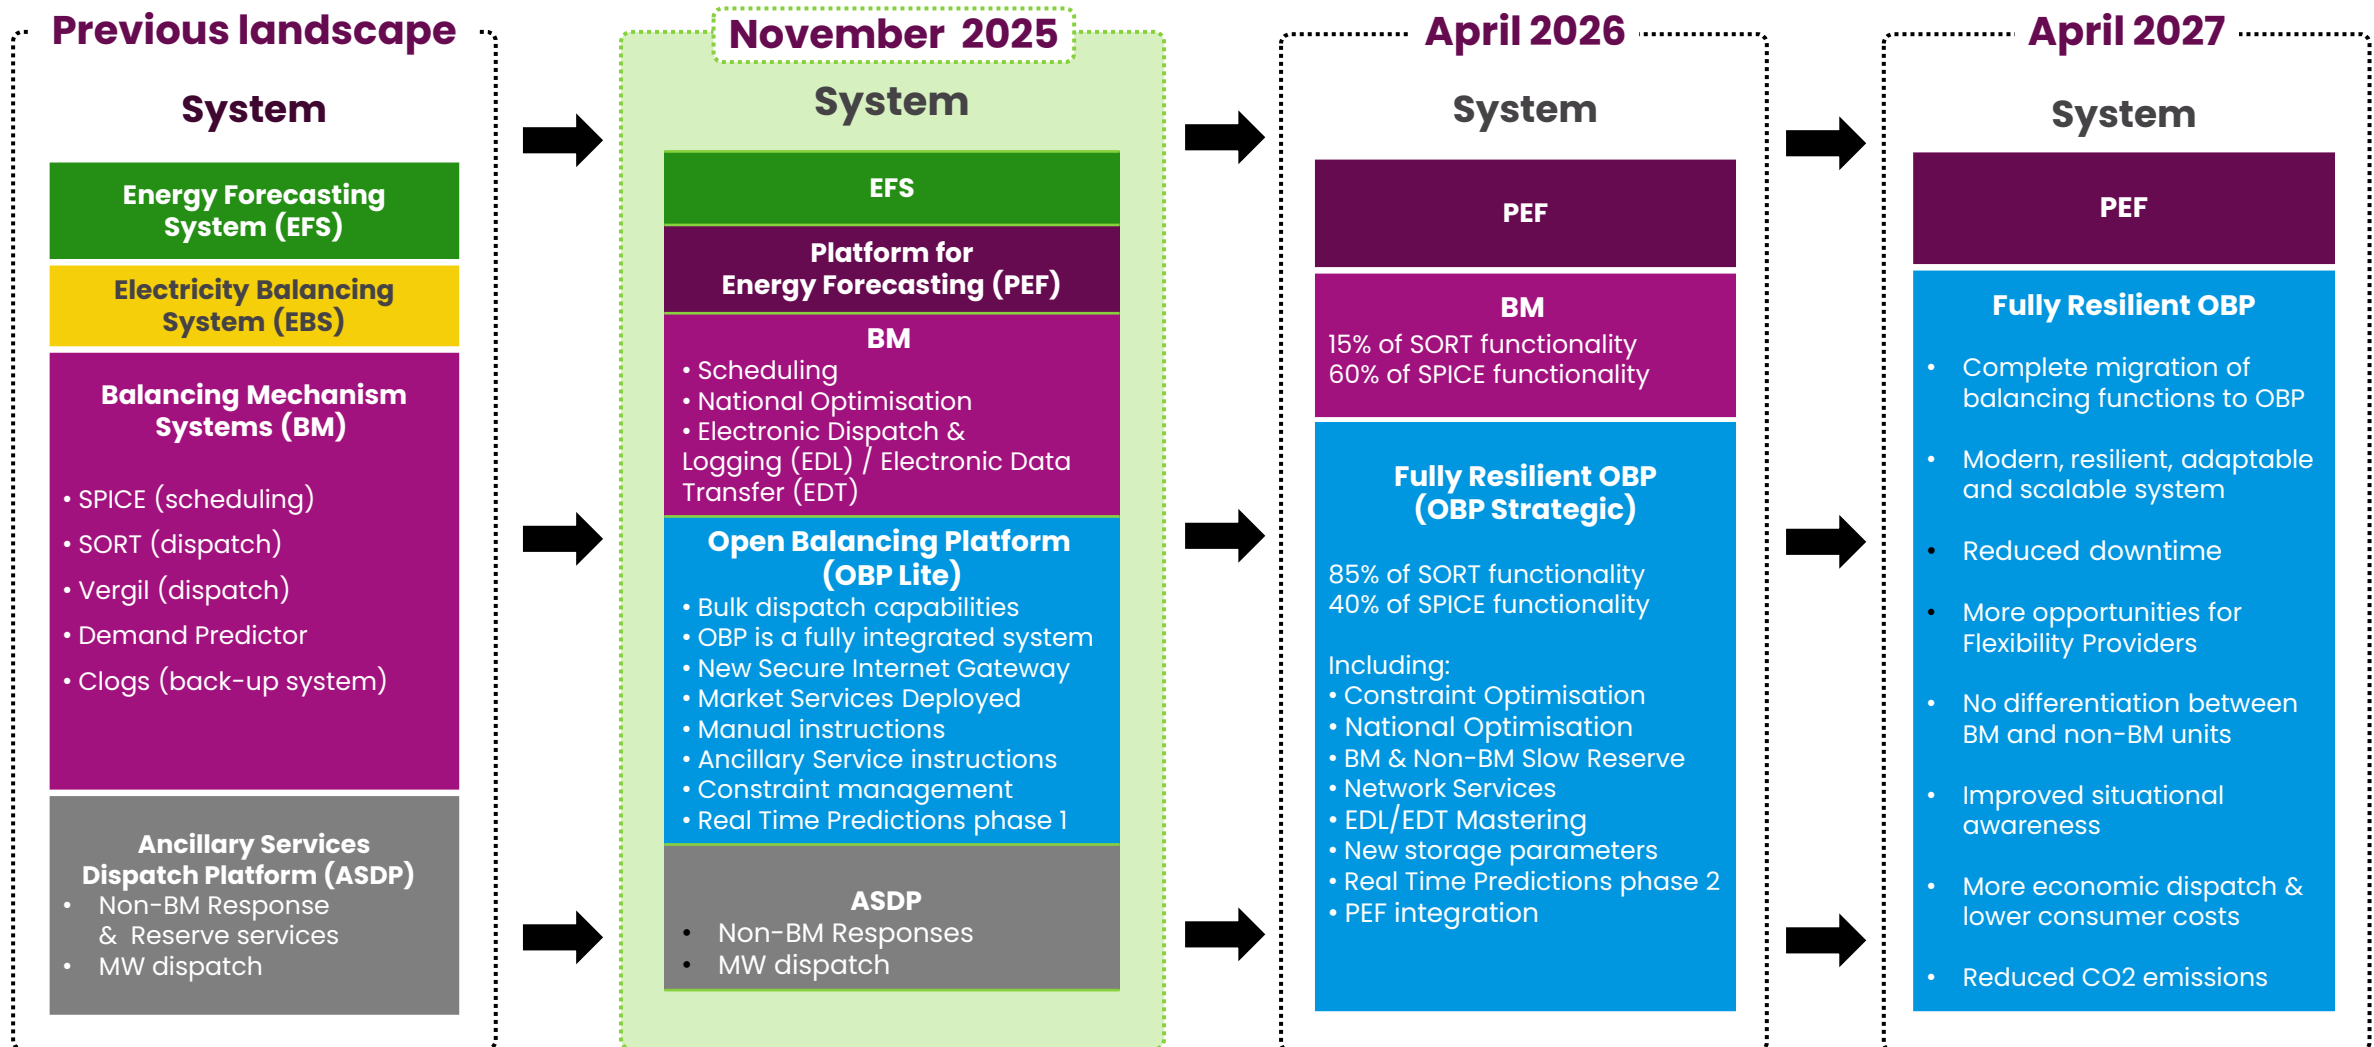 Previous landscape
System
Energy Forecasting
System (EFS)
Electricity Balancing
System (EBS)
Balancing Mechanism
Systems (BM)
• SPICE (scheduling)
• SORT (dispatch)
• Vergil (dispatch)
• Demand Predictor
• Clogs (back-up system)
Ancillary Services
Dispatch Platform (ASDP)
• Non-BM Response
& Reserve services
• MW dispatch
November 2025
System
EFS
Platform for
Energy Forecasting (PEF)
BM
• Scheduling
• National Optimisation
• Electronic Dispatch &
Logging (EDL) / Electronic Data
Transfer (EDT)
Open Balancing Platform
(OBP Lite)
• Bulk dispatch capabilities
• OBP is a fully integrated system
• New Secure Internet Gateway
• Market Services Deployed
• Manual instructions
• Ancillary Service instructions
• Constraint management
• Real Time Predictions phase 1
ASDP
• Non-BM Responses
• MW dispatch
April 2026
System
PEF
BM
15% of SORT functionality
60% of SPICE functionality
Fully Resilient OBP
(OBP Strategic)
85% of SORT functionality
40% of SPICE functionality
Including:
• Constraint Optimisation
• National Optimisation
• BM & Non-BM Slow Reserve
• Network Services
• EDL/EDT Mastering
• New storage parameters
• Real Time Predictions phase 2
• PEF integration
April 2027
System
PEF
Fully Resilient OBP
• Complete migration of
balancing functions to OBP
• Modern, resilient, adaptable
and scalable system
• Reduced downtime
• More opportunities for
Flexibility Providers
• No differentiation between
BM and non-BM units
• Improved situational
awareness
• More economic dispatch &
lower consumer costs
• Reduced CO2 emissions